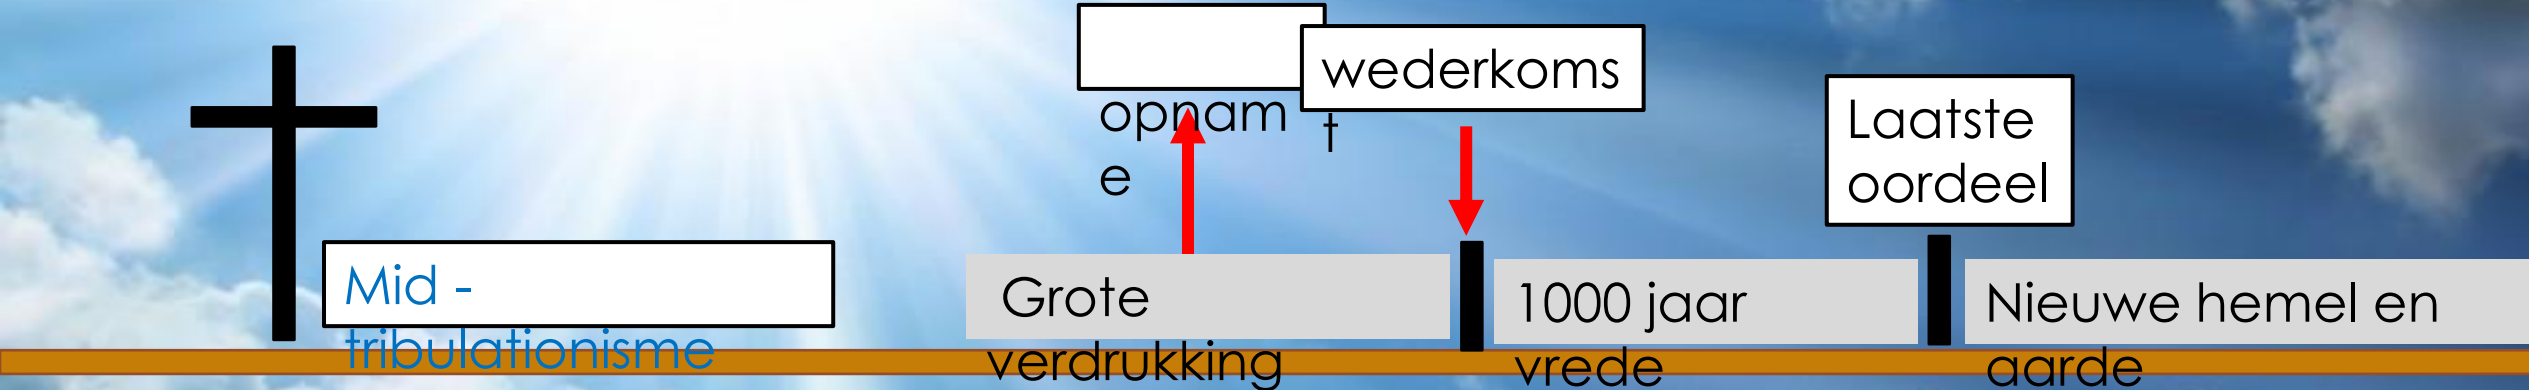 opnam
e
wederkoms
t
Laatste
oordeel
Mid -
tribulationisme
Grote
verdrukking
1000 jaar
vrede
Nieuwe hemel en
aarde